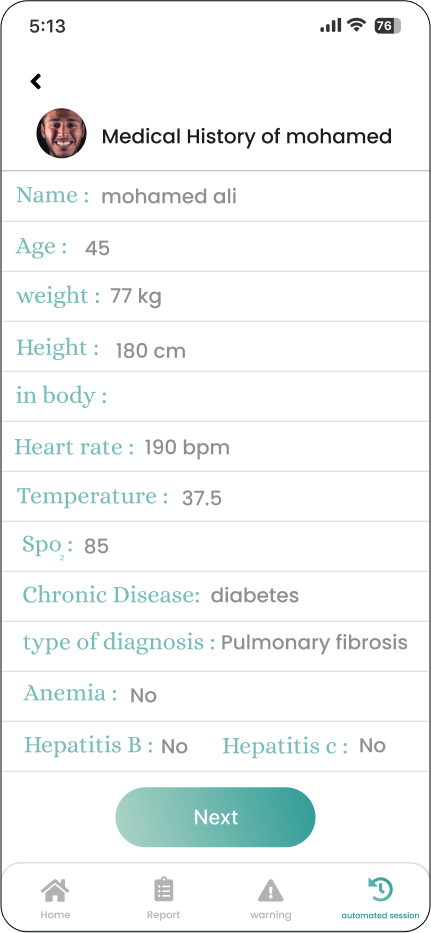 5:13
76
Medical History of mohamed
Name : mohamed ali
Age : 45
weight : 77 kg
Height : 180 cm
in body :
Heart rate : 190 bpm
Temperature : 37.5
Spo₂ : 85
Chronic Disease: diabetes
type of diagnosis : Pulmonary fibrosis
Anemia : No
Hepatitis B : No Hepatitis c : No
Next
Home Report warning automated session